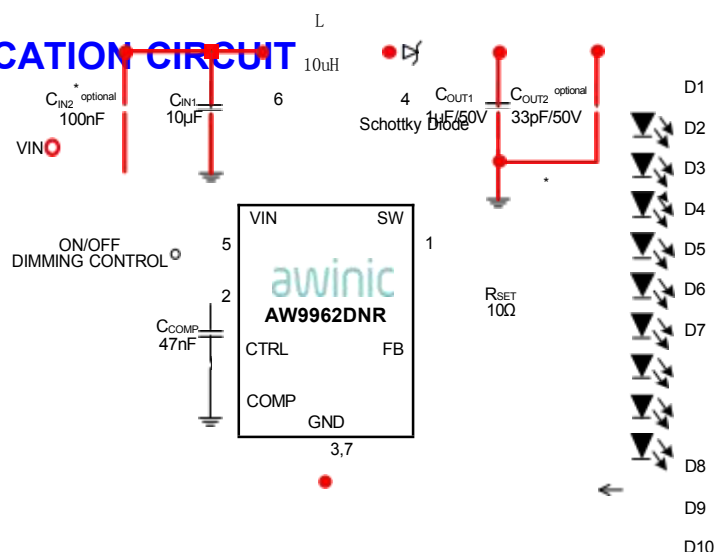 L
CATION CIRCUIT
10uH
CIN2 * optional
100nF
CIN1
10µF
6
4
Schottky Diode
COUT1
1µF/50V
COUT2 optional
33pF/50V
*
VIN
ON/OFF
DIMMING CONTROL
5
2
1
VIN
SW
awinic
AW9962DNR
CTRL
FB
COMP
GND
3,7
CCOMP
47nF
RSET
10Ω
D1
D2
D3
D4
D5
D6
D7
D8
D9
D10